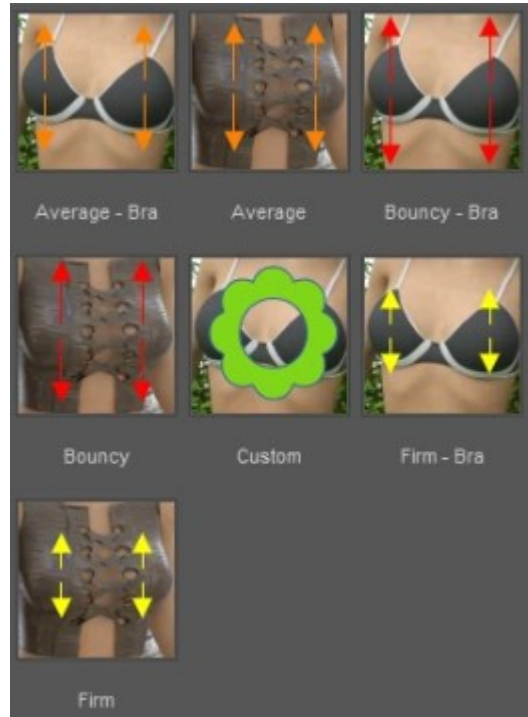 Average - Bra
Average
Bouncy - Bra
Bouncy
Custom
Firm - Bra
Firm